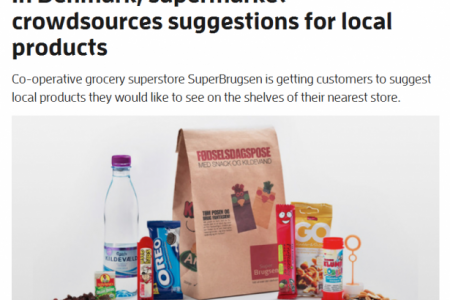 In Denmark, supermarket
crowdsources suggestions for local
products
Co-operative grocery superstore SuperBrugsen is getting customers to suggest
local products they would like to see on the shelves of their nearest store.
FØDSELSDAGSPOSE
MED SNACK OG KILDEVAND
KILDEVÆLD
OREO
GO
Brugsen